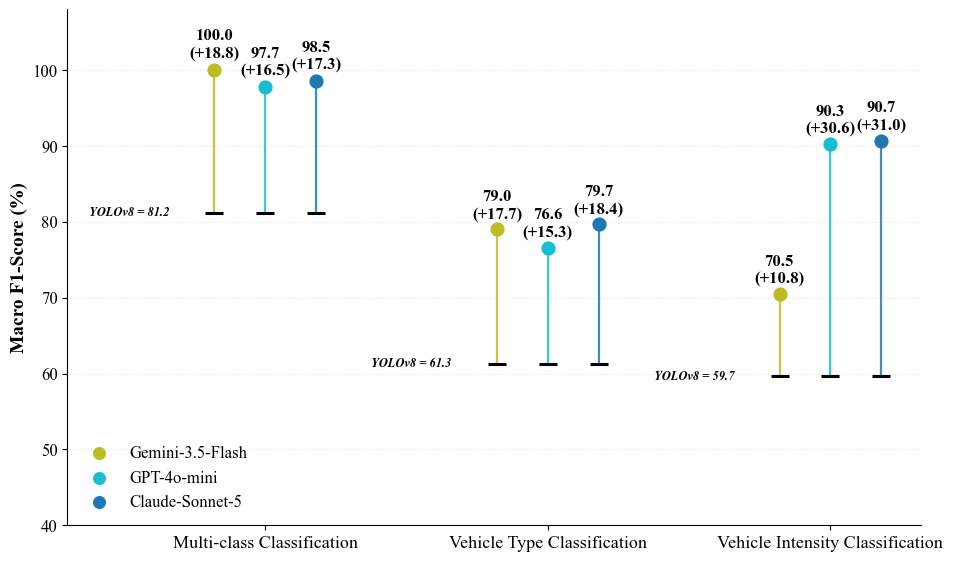 100.0
(+18.8)
97.7
(+16.5)
98.5
(+17.3)
90.3
(+30.6)
90.7
(+31.0)
79.0
(+17.7)
76.6
(+15.3)
79.7
(+18.4)
70.5
(+10.8)
YOLOv8 = 81.2
YOLOv8 = 61.3
YOLOv8 = 59.7
Macro F1-Score (%)
100
90
80
70
60
50
40
Gemini-3.5-Flash
GPT-4o-mini
Claude-Sonnet-5
Multi-class Classification
Vehicle Type Classification
Vehicle Intensity Classification